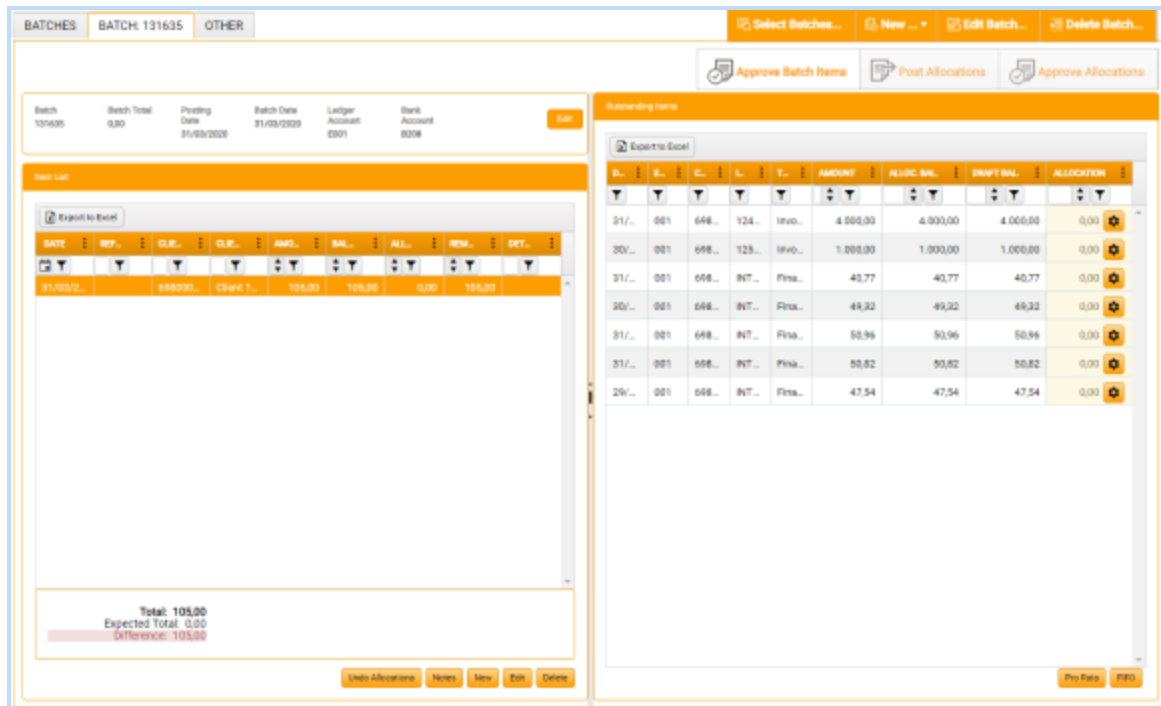 BATCHES BATCH: 131635 OTHER
Select Batches... New ... Edit Batch... Delete Batch...
Approve Batch Items Post Allocations Approve Allocations
Batch Batch Total Posting Date Batch Date Ledger Account Bank Account
131635 0,00 31/03/2020 31/03/2020 E001 B208
Edit
Item List
Export to Excel
DATE REF... CLIE... CLIE... AMO... BAL... ALL... REM... DET...
31/03/2... 698000... Client 1... 105,00 105,00 0,00 105,00
Total: 105,00
Expected Total: 0,00
Difference: 105,00
Undo Allocations Notes New Edit Delete
Outstanding Items
Export to Excel
D... E... C... L... T... AMOUNT ALLOC. BAL... DRAFT BAL... ALLOCATION
31/... 001 698... 124... Invo... 4.000,00 4.000,00 4.000,00 0,00
30/... 001 698... 125... Invo... 1.000,00 1.000,00 1.000,00 0,00
31/... 001 698... INT... Fina... 40,77 40,77 40,77 0,00
30/... 001 698... INT... Fina... 49,32 49,32 49,32 0,00
31/... 001 698... INT... Fina... 50,96 50,96 50,96 0,00
31/... 001 698... INT... Fina... 50,82 50,82 50,82 0,00
29/... 001 698... INT... Fina... 47,54 47,54 47,54 0,00
Pro Rata FIFO